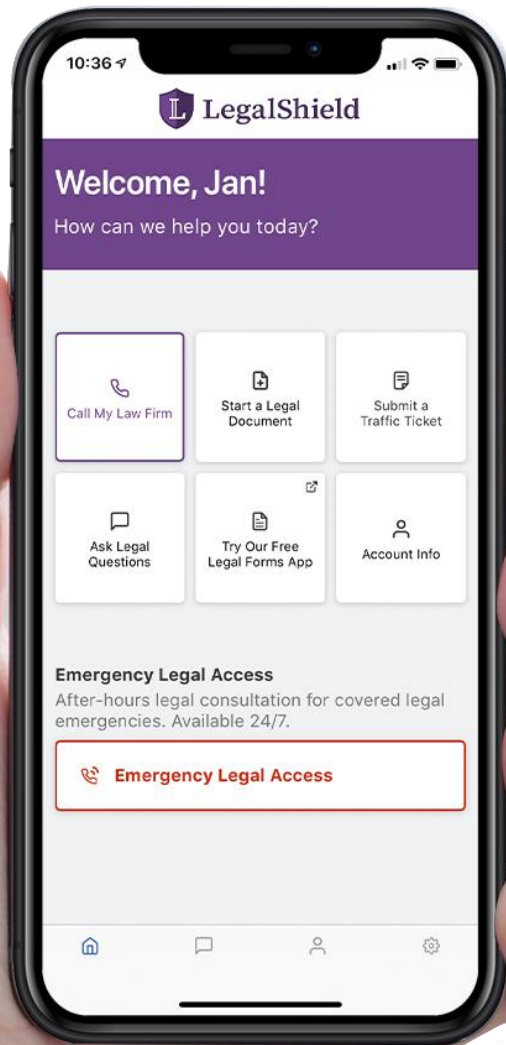 10:36
LegalShield
Welcome, Jan!
How can we help you today?
Call My Law Firm
Start a Legal
Document
Submit a
Traffic Ticket
Ask Legal
Questions
Try Our Free
Legal Forms App
Account Info
Emergency Legal Access
After-hours legal consultation for covered legal
emergencies. Available 24/7.
Emergency Legal Access